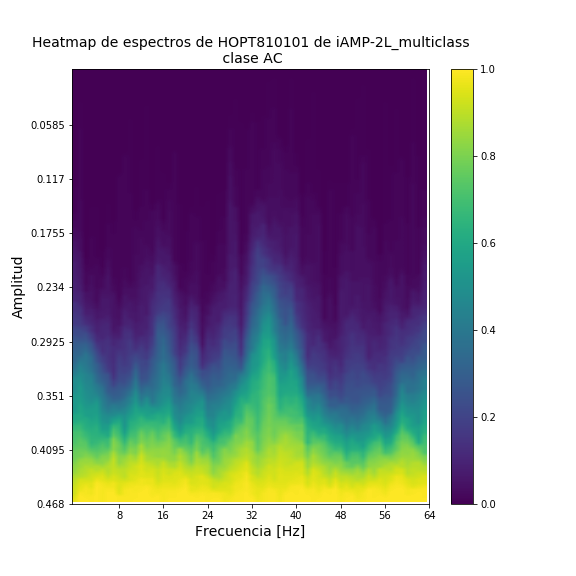 Heatmap de espectros de HOPT810101 de iAMP-2L_multiclass
clase AC
Amplitud
0.0585
0.117
0.1755
0.234
0.2925
0.351
0.4095
0.468
8 16 24 32 40 48 56 64
Frecuencia [Hz]
1.0
0.8
0.6
0.4
0.2
0.0